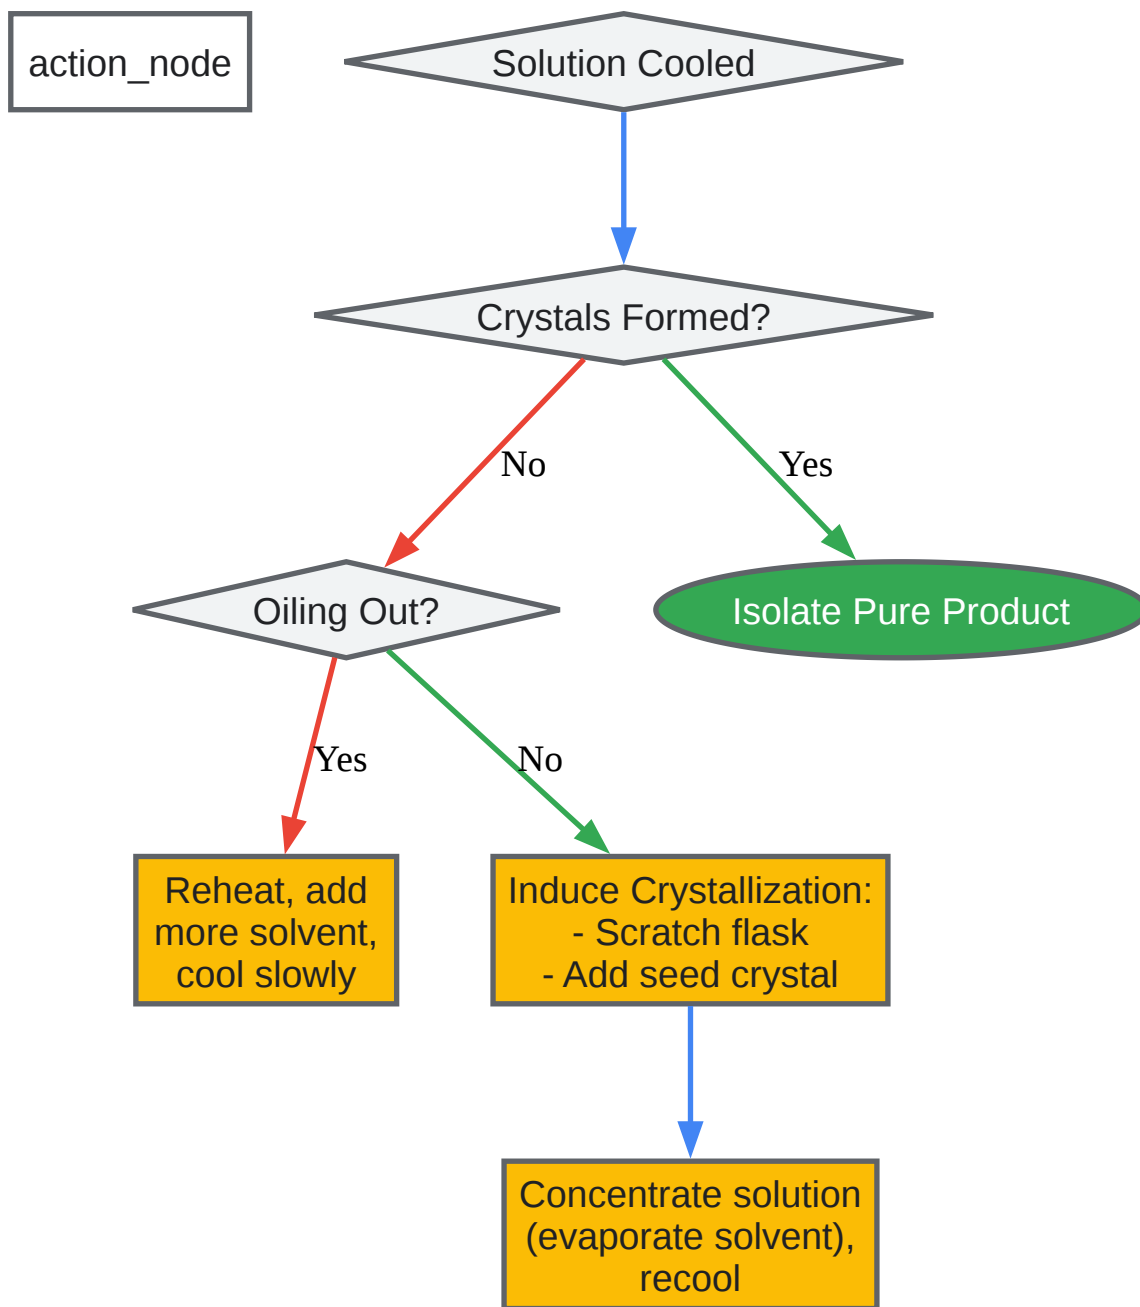 action_node
Solution Cooled
Crystals Formed?
No
Yes
Oiling Out?
Isolate Pure Product
Yes
No
Reheat, add
more solvent,
cool slowly
Induce Crystallization:
- Scratch flask
- Add seed crystal
Concentrate solution
(evaporate solvent),
recool